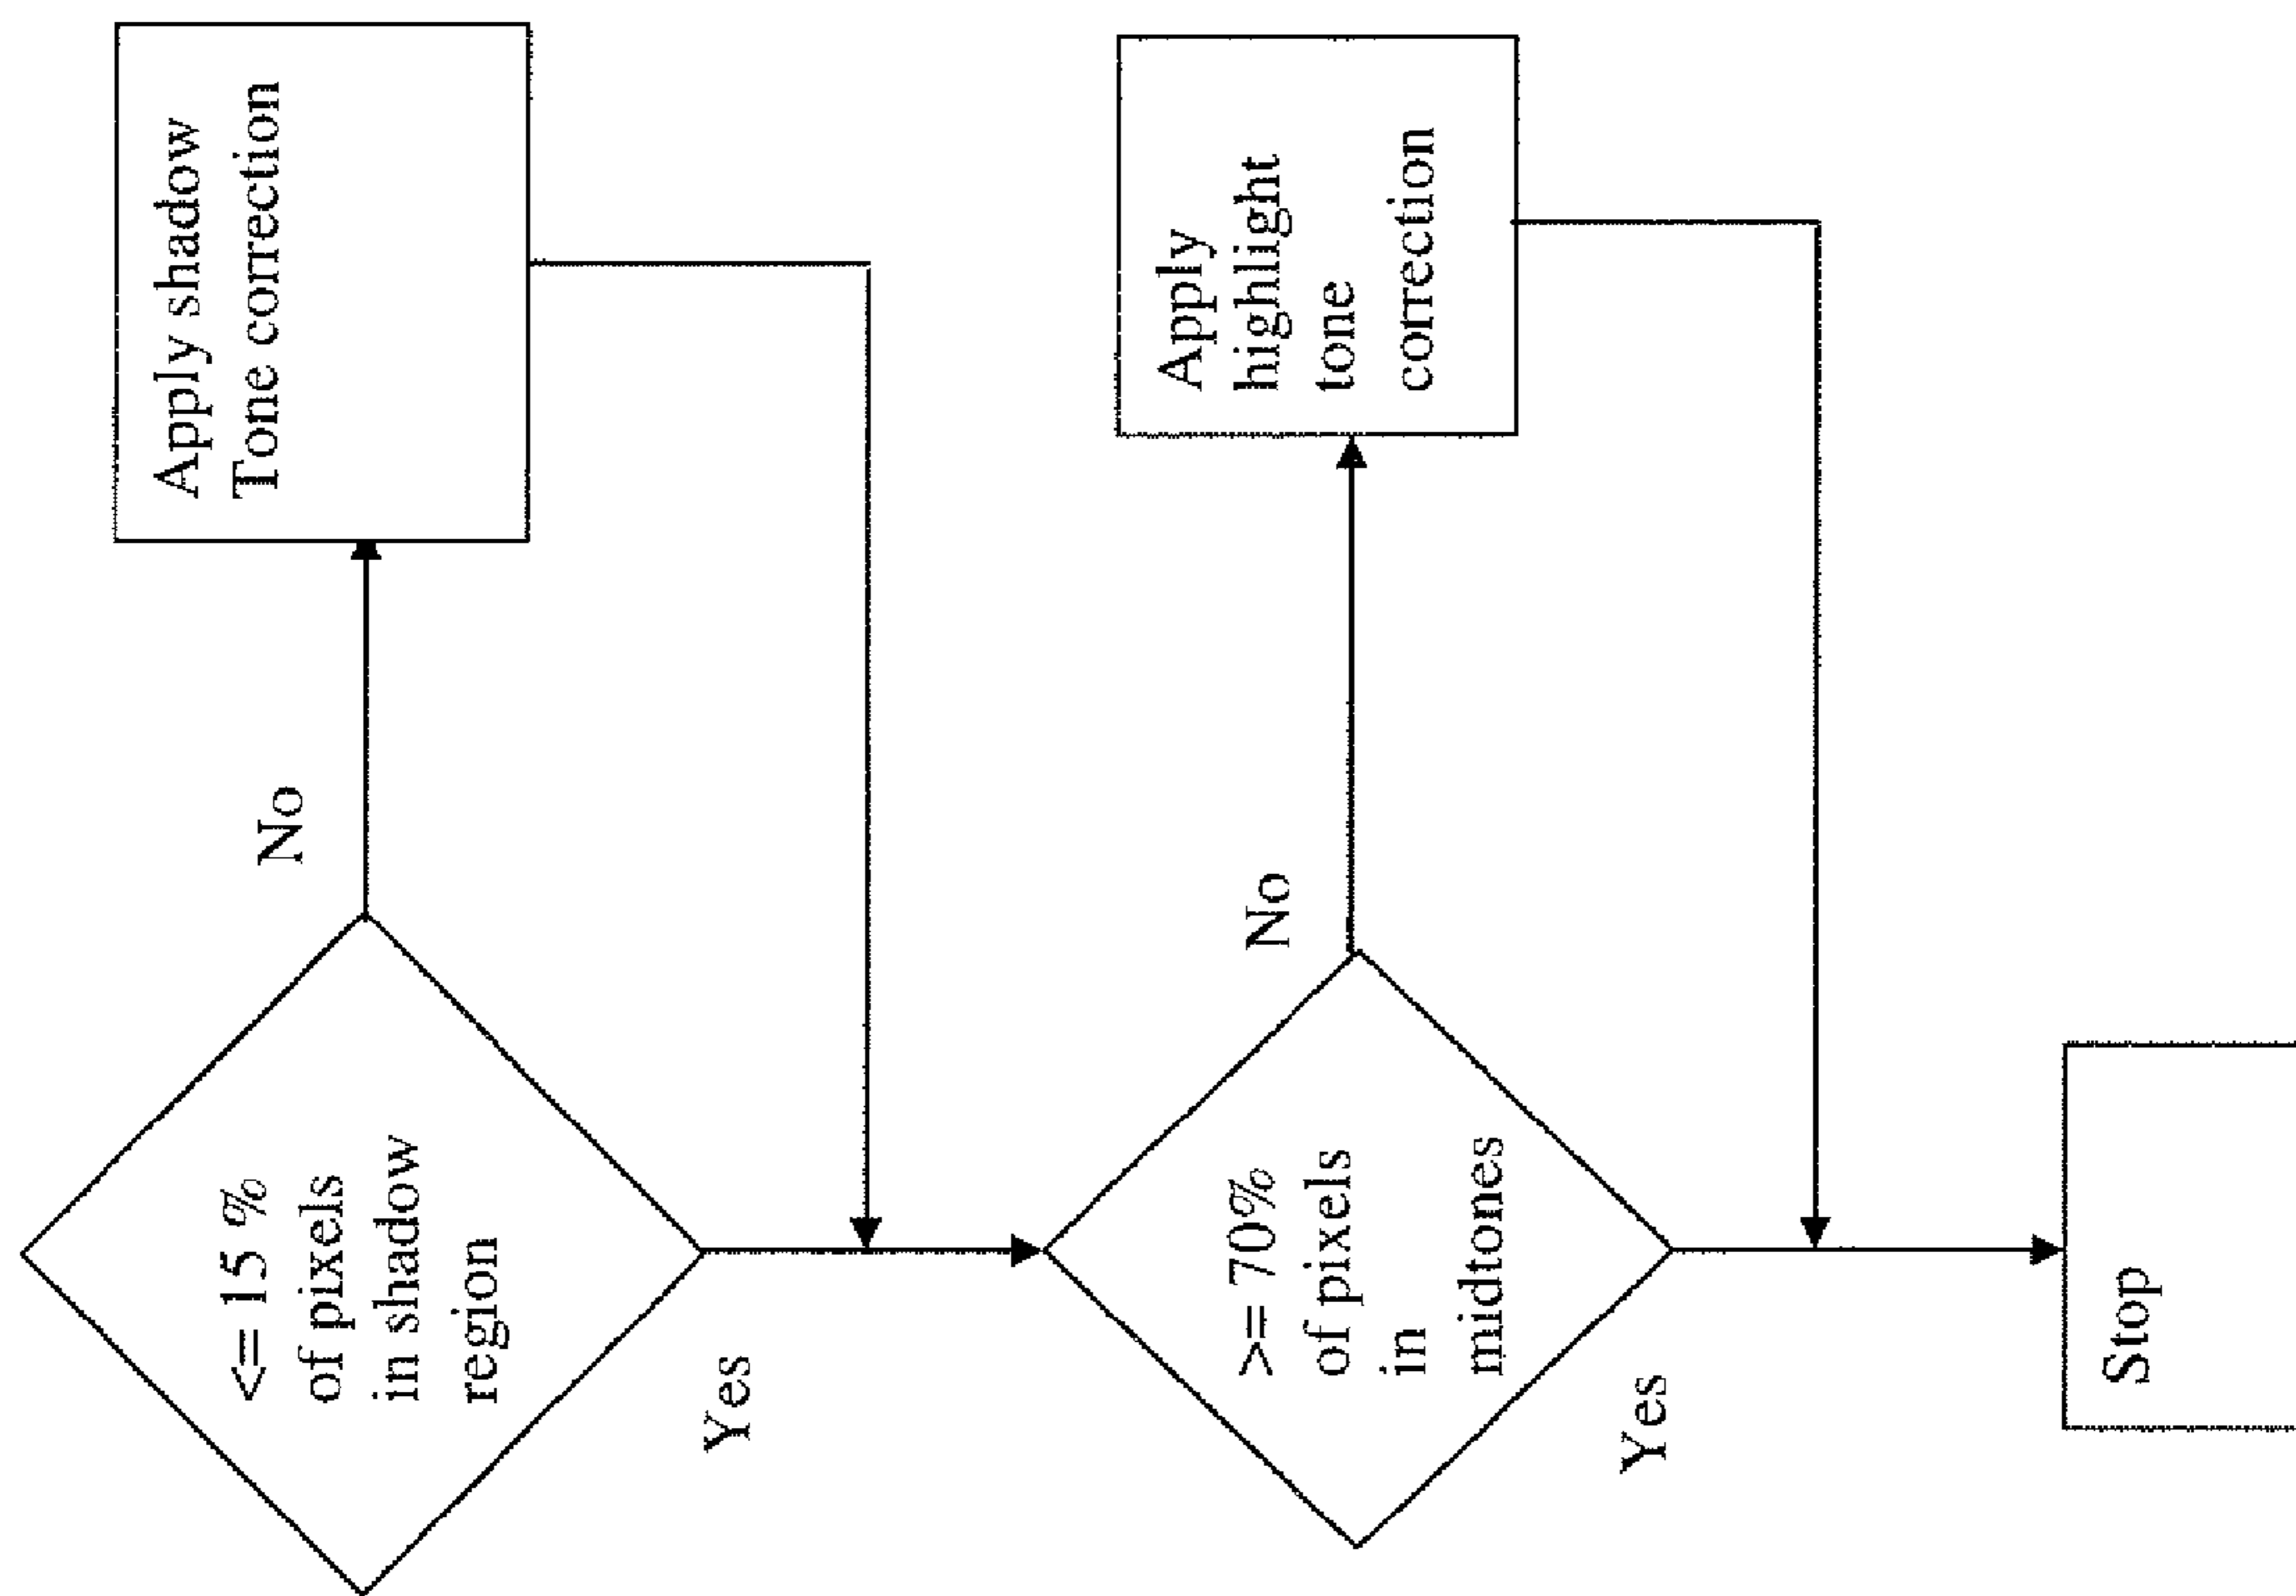 <= 15 %
of pixels
in shadow
region
No
Apply shadow
Tone correction
Yes
>= 70%
of pixels
in
midtones
No
Apply
highlight
tone
correction
Yes
Stop